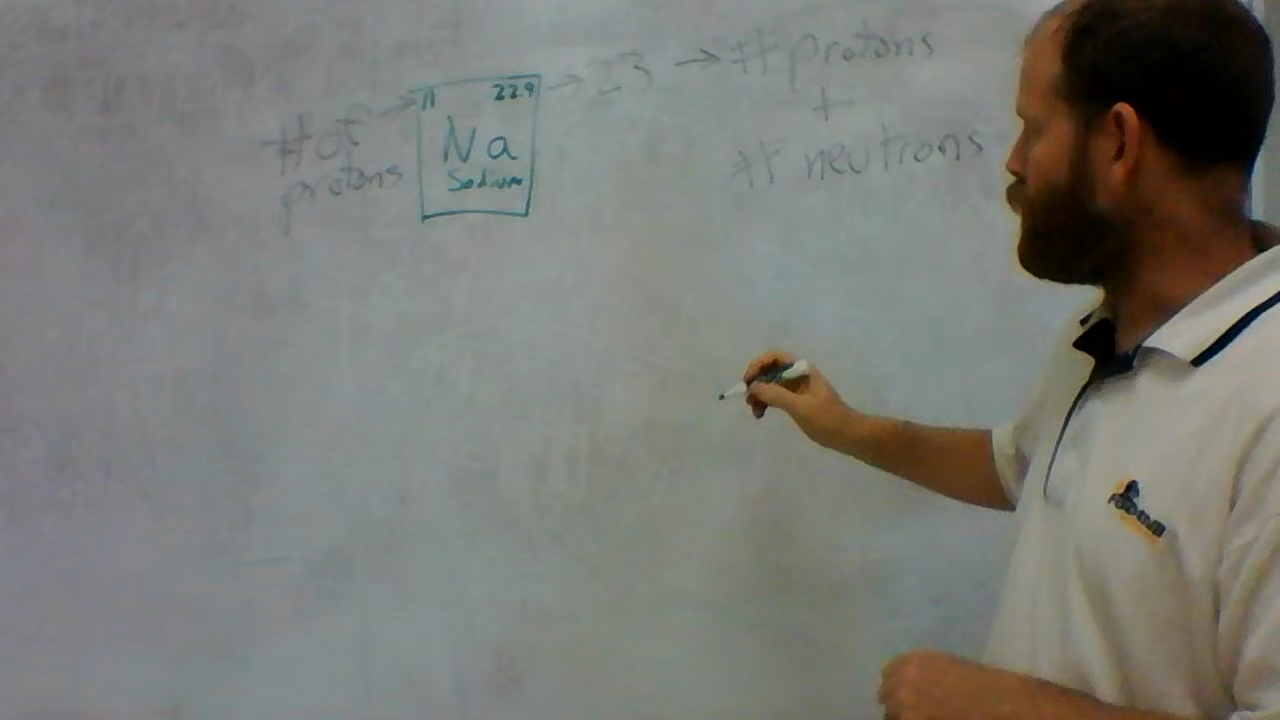 # of
protons
11 22.9
Na
Sodium
→ 23 → # protons
+
# neutrons